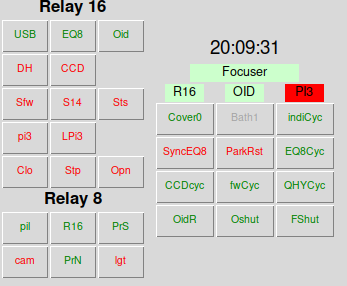 Relay 16
USB EQ8 Oid
DH CCD
Sfw S14 Sts
pi3 LPi3
Clo Stp Opn
Relay 8
pil R16 PrS
cam PrN lgt
20:09:31
Focuser
R16 OID PI3
Cover0 Bath1 indiCyc
SyncEQ8 ParkRst EQ8Cyc
CCDcyc fwCyc QHYCyc
OidR Oshut FShut